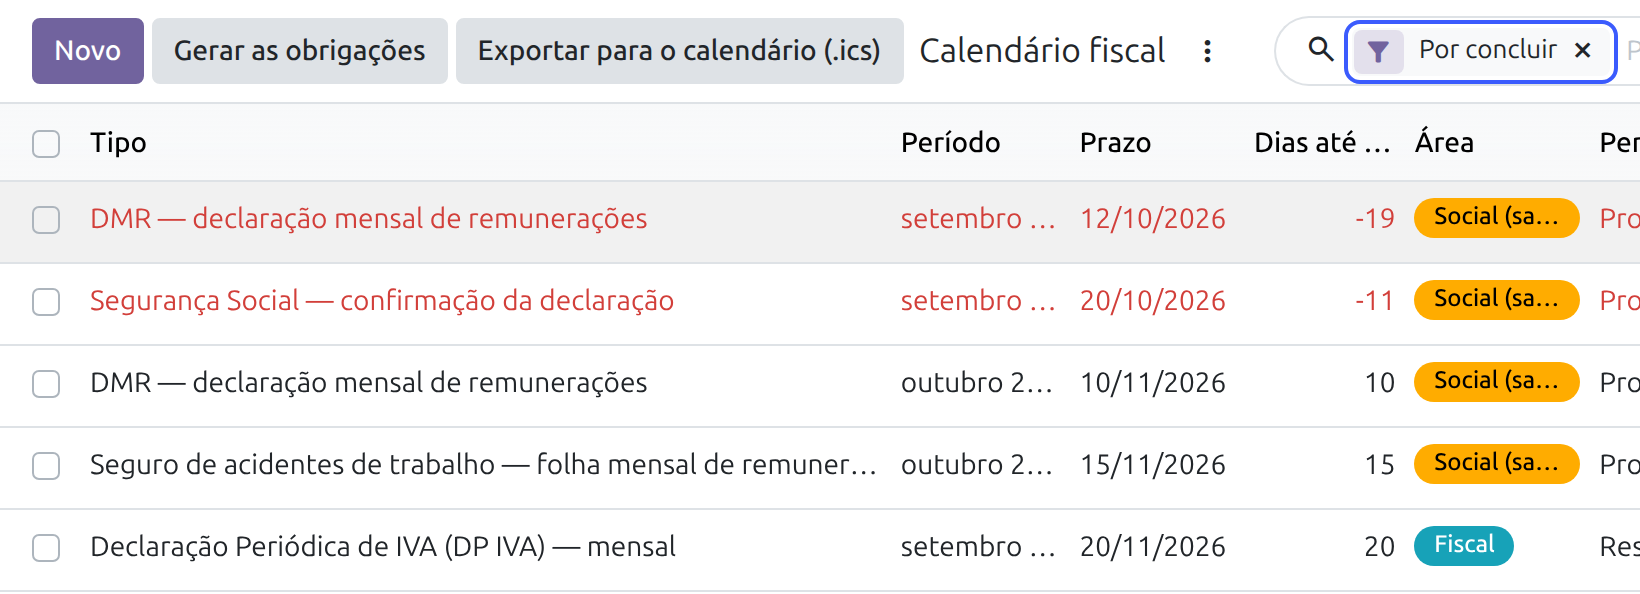 Novo Gerar as obrigações Exportar para o calendário (.ics) Calendário fiscal Por concluir
Tipo Período Prazo Dias até ... Área
DMR — declaração mensal de remunerações setembro ... 12/10/2026 -19 Social (sa... Pro
Segurança Social — confirmação da declaração setembro ... 20/10/2026 -11 Social (sa... Pro
DMR — declaração mensal de remunerações outubro 2... 10/11/2026 10 Social (sa... Pro
Seguro de acidentes de trabalho — folha mensal de remuner... outubro 2... 15/11/2026 15 Social (sa... Pro
Declaração Periódica de IVA (DP IVA) — mensal setembro ... 20/11/2026 20 Fiscal Res